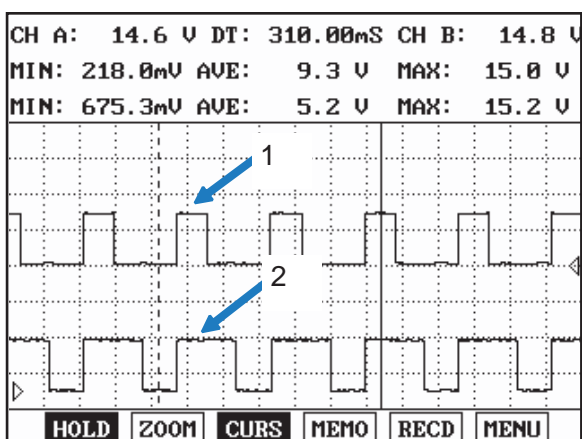 CH A: 14.6 V DT: 310.00mS CH B: 14.8 V
MIN: 218.0mV AVE: 9.3 V MAX: 15.0 V
MIN: 675.3mV AVE: 5.2 V MAX: 15.2 V
1
2
HOLD ZOOM CURS MEMO RECD MENU